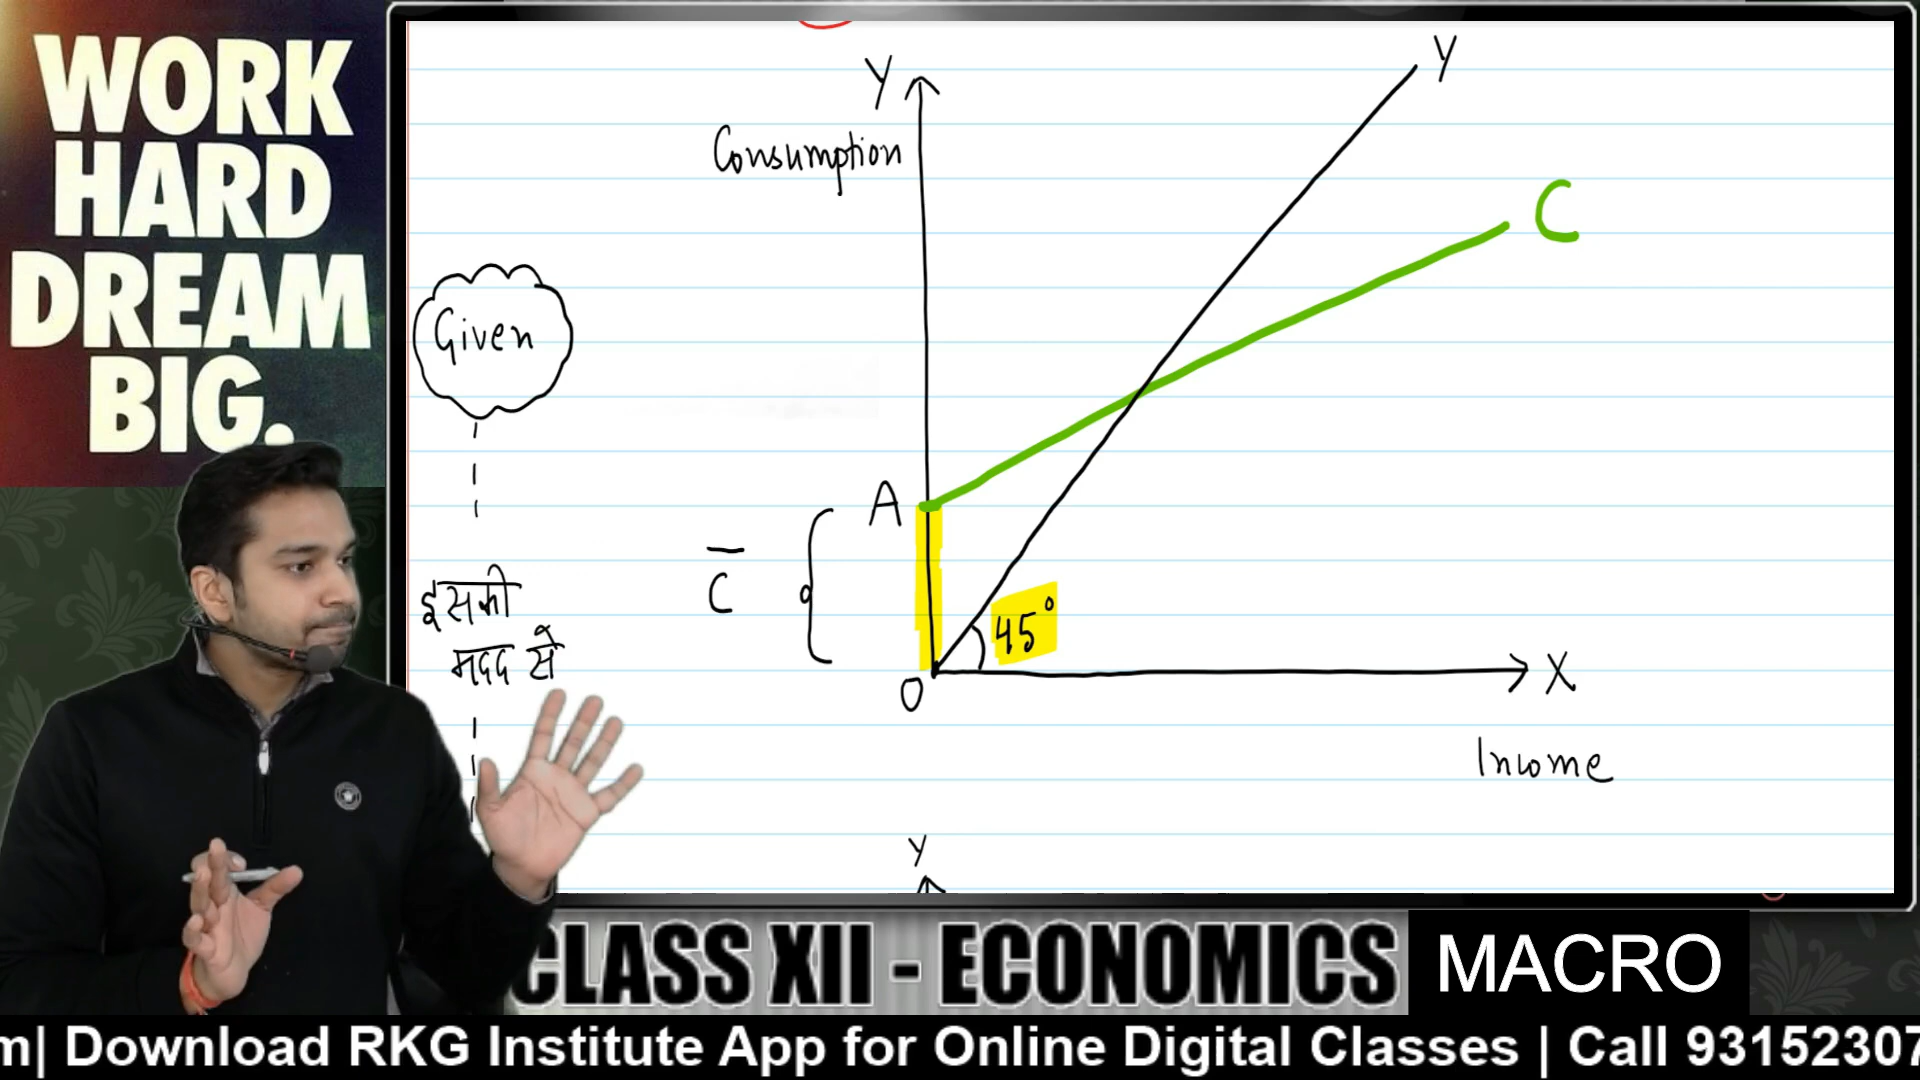 WORK
HARD
DREAM
BIG.
Y
Y
Consumption
C
Given
A
C̅
इसकी
मदद से
45°
O
X
Income
Y
CLASS XII - ECONOMICS
MACRO
m| Download RKG Institute App for Online Digital Classes | Call 93152307